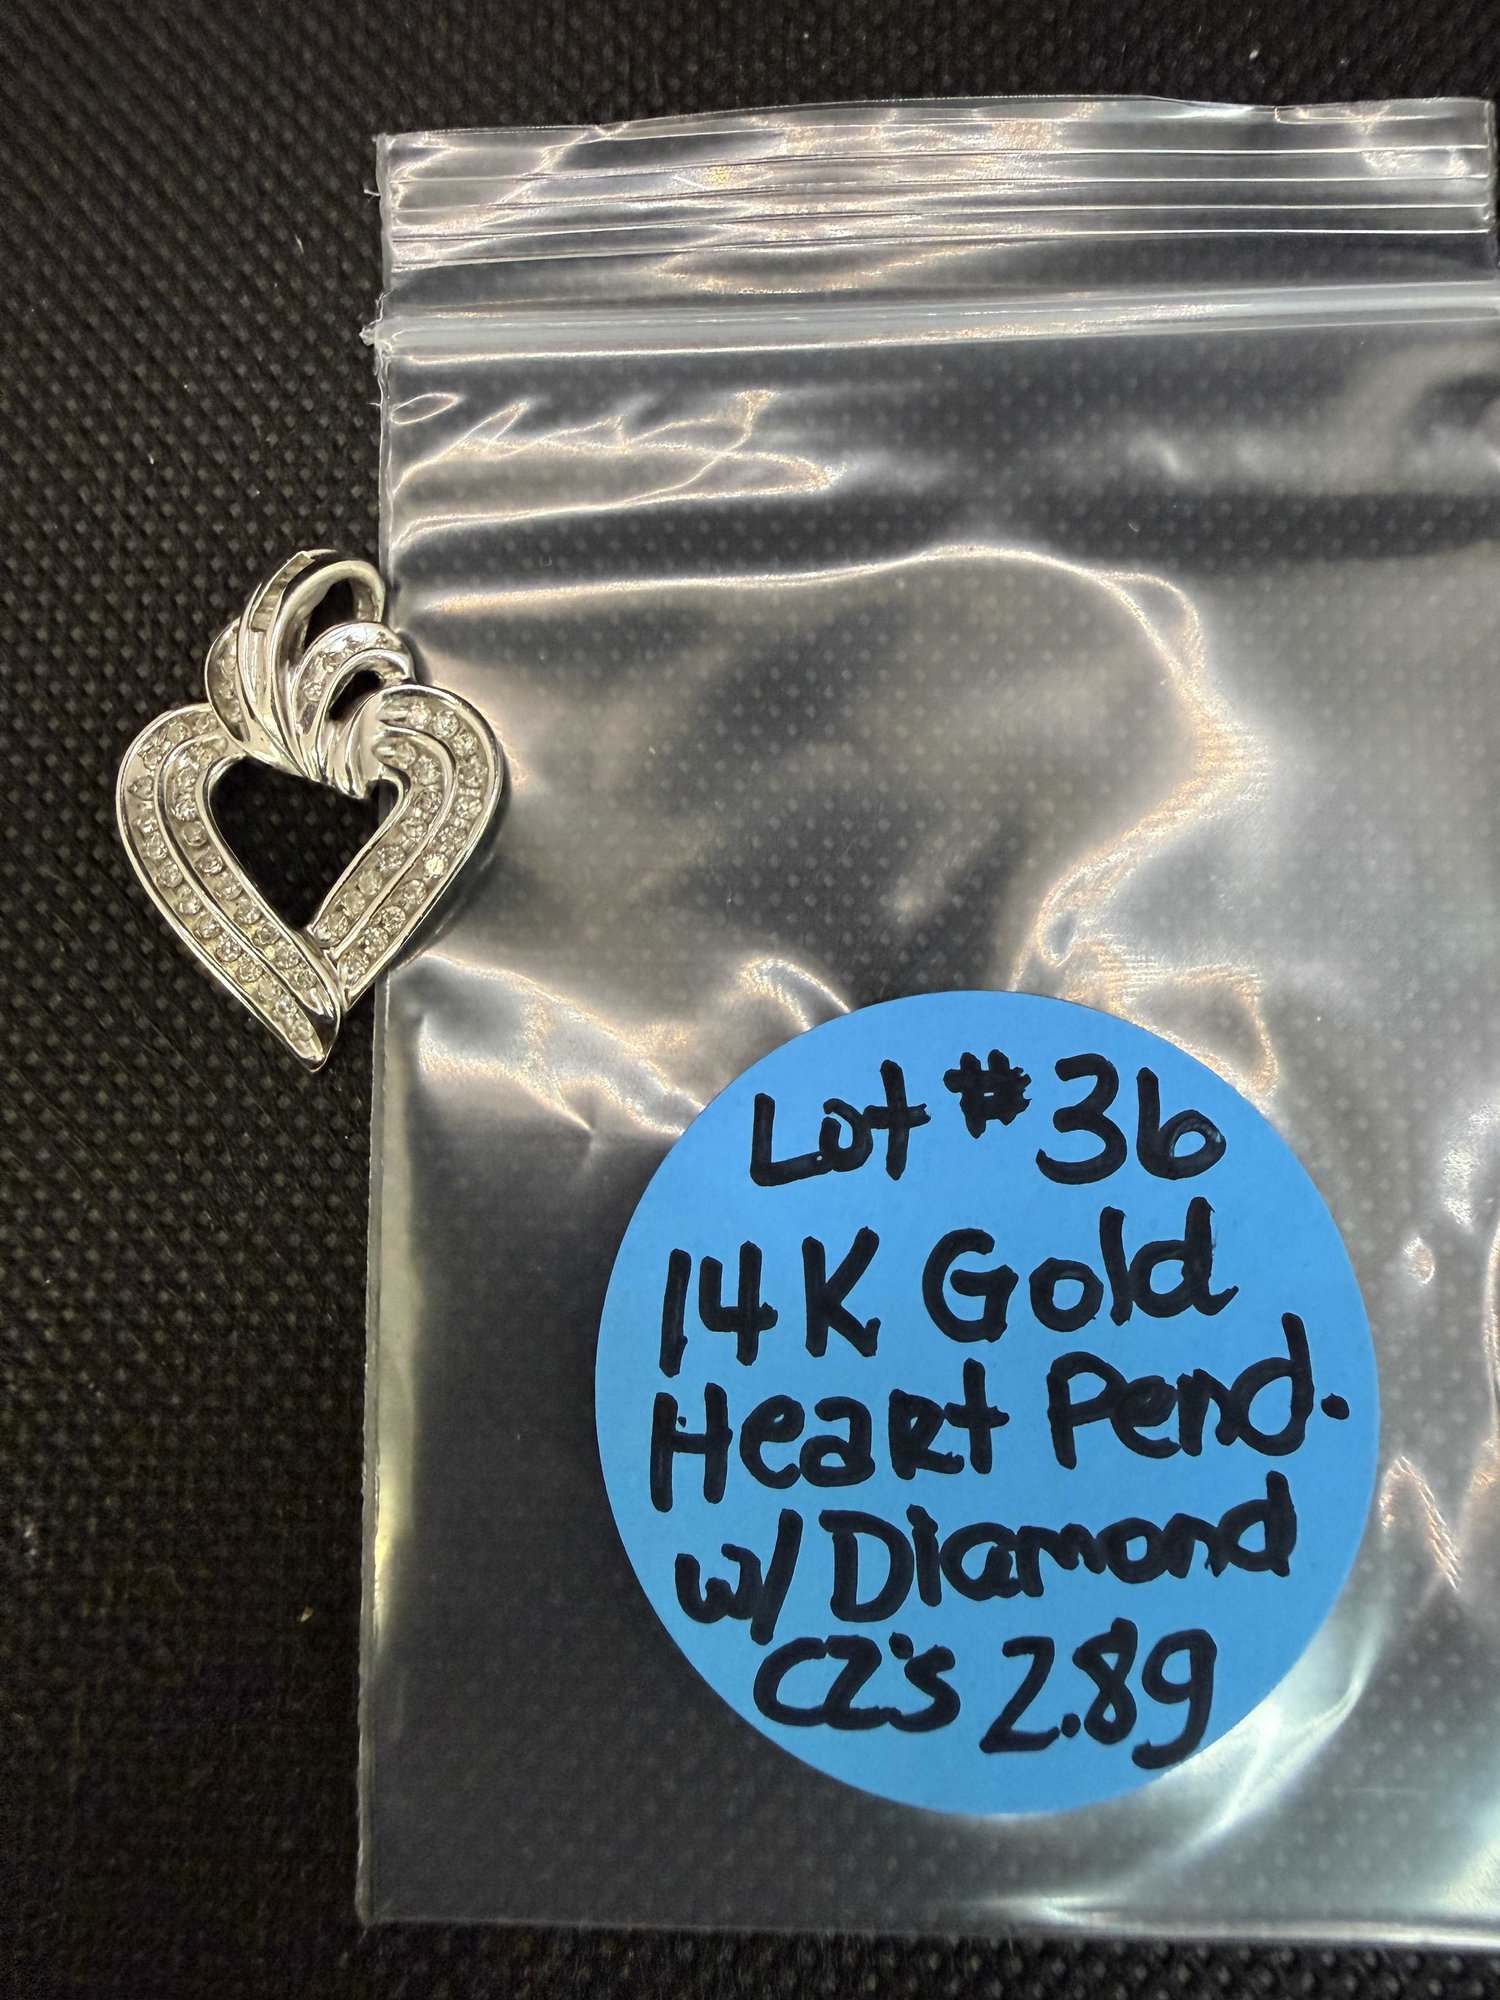 Lot #36
14K Gold
Heart Pend.
w/ Diamond
CZ's 2.89